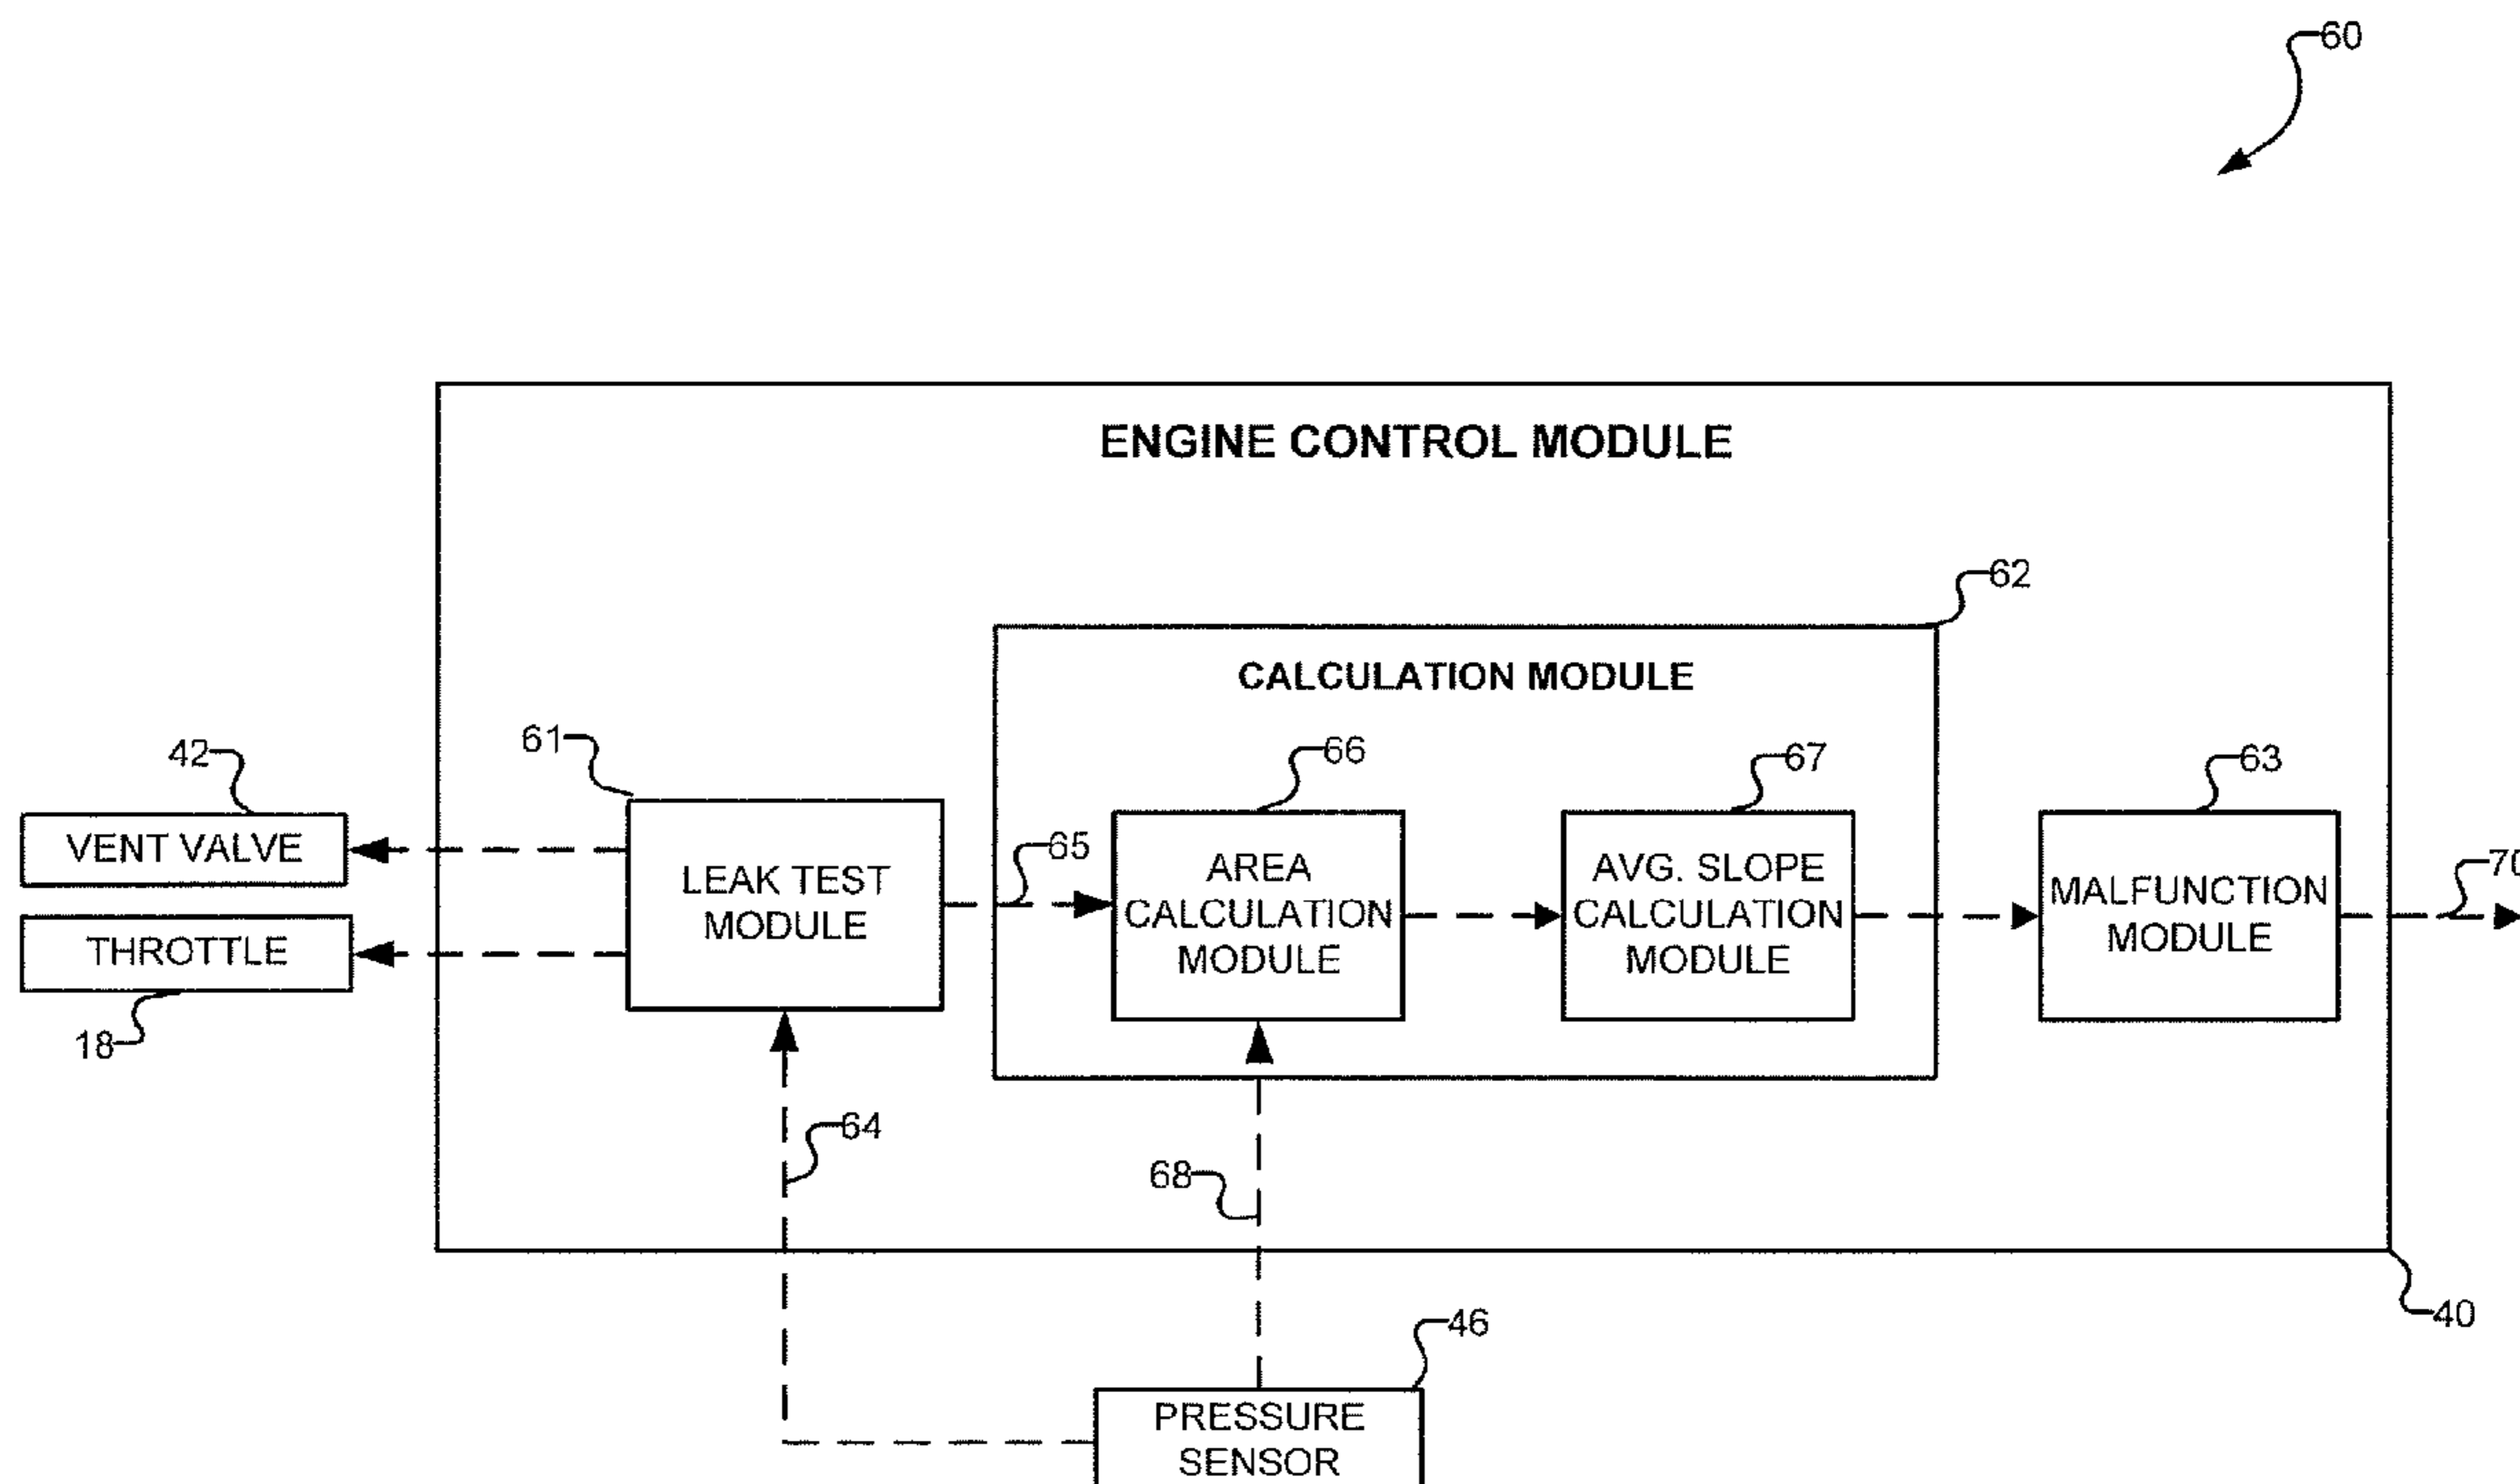 60
ENGINE CONTROL MODULE
62
CALCULATION MODULE
42
61
66
67
63
VENT VALVE
65
70
LEAK TEST
MODULE
AREA
CALCULATION
MODULE
AVG. SLOPE
CALCULATION
MODULE
MALFUNCTION
MODULE
THROTTLE
18
64
68
40
46
PRESSURE
SENSOR